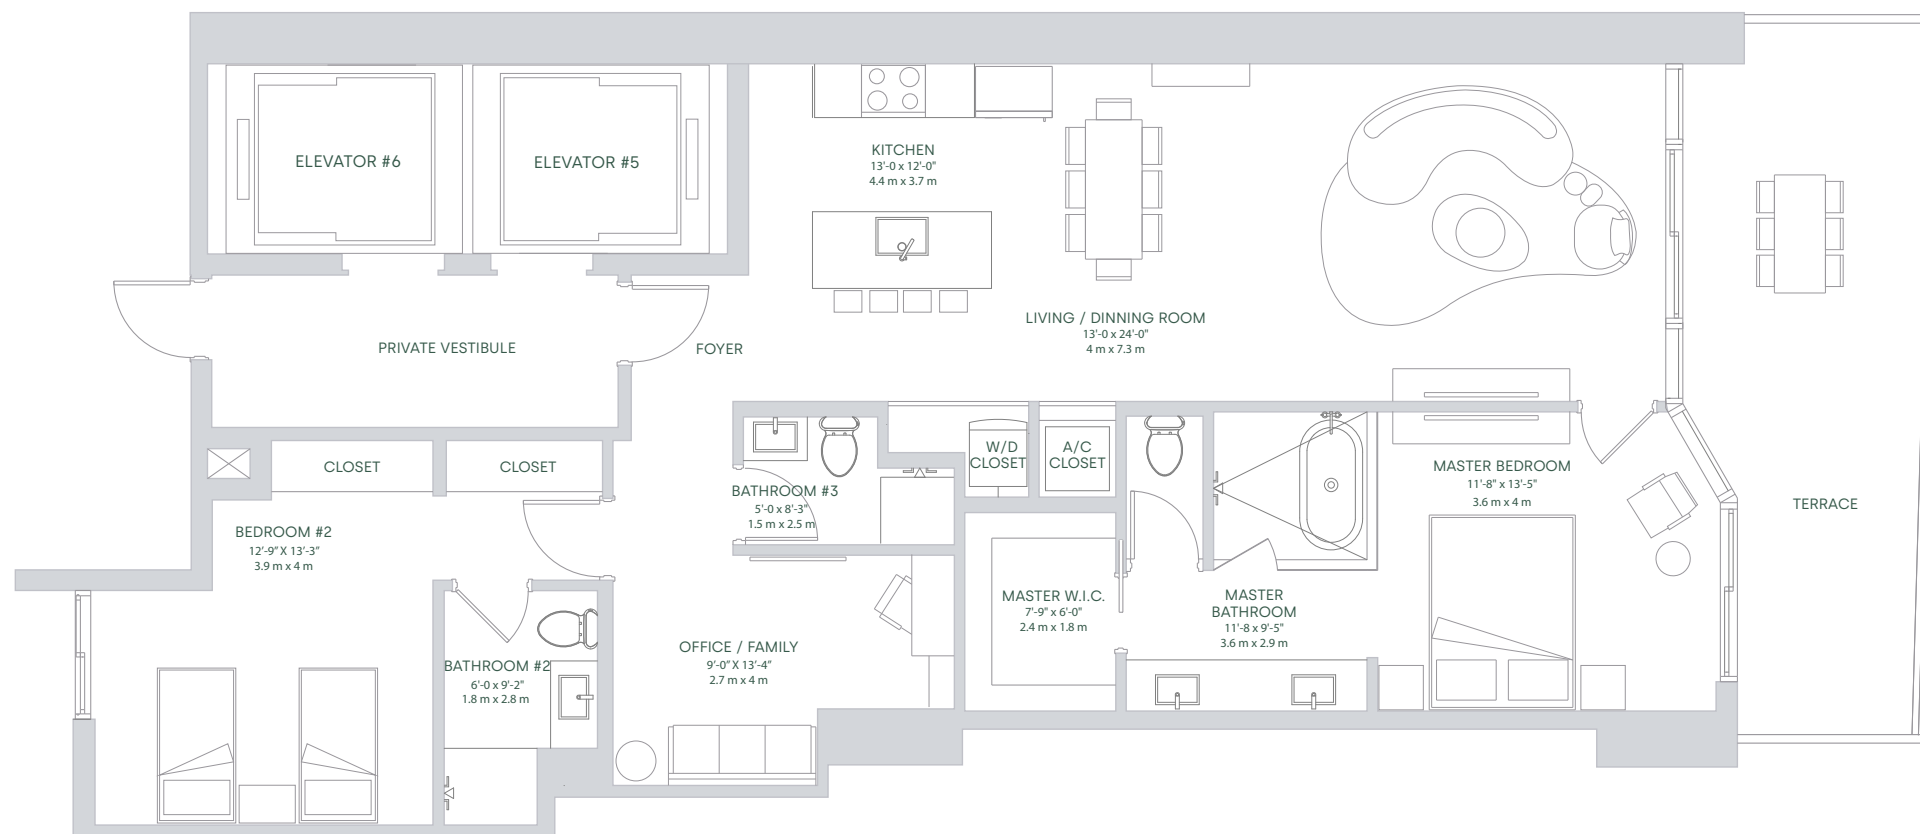 ELEVATOR #6
ELEVATOR #5
KITCHEN
13'-0 x 12'-0"
4.4 m x 3.7 m
LIVING / DINNING ROOM
13'-0 x 24'-0"
4 m x 7.3 m
PRIVATE VESTIBULE
FOYER
CLOSET
CLOSET
W/D
CLOSET
A/C
CLOSET
MASTER BEDROOM
11'-8" x 13'-5"
3.6 m x 4 m
TERRACE
BATHROOM #3
5'-0 x 8'-3"
1.5 m x 2.5 m
BEDROOM #2
12'-9" X 13'-3"
3.9 m x 4 m
MASTER W.I.C.
7'-9" x 6'-0"
2.4 m x 1.8 m
MASTER
BATHROOM
11'-8 x 9'-5"
3.6 m x 2.9 m
OFFICE / FAMILY
9'-0" X 13'-4"
2.7 m x 4 m
BATHROOM #2
6'-0 x 9'-2"
1.8 m x 2.8 m